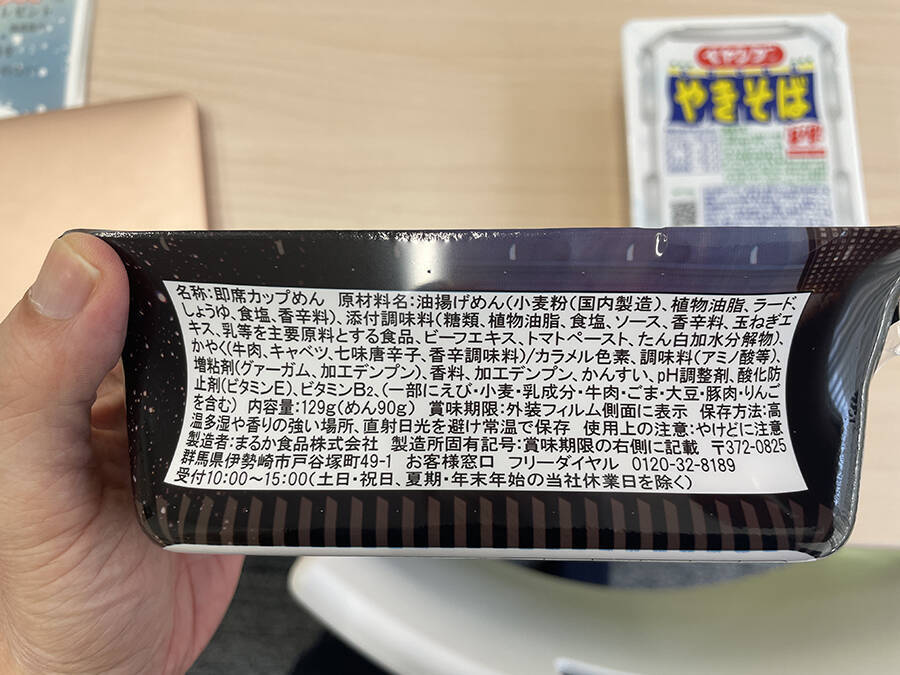 レゼント
ペヤング
やきそば
名称:即席カップめん 原材料名:油揚げめん(小麦粉(国内製造)、植物油脂、ラード、
しょうゆ、食塩、香辛料)、添付調味料(糖類、植物油脂、食塩、ソース、香辛料、玉ねぎエ
キス、乳等を主要原料とする食品、ビーフエキス、トマトペースト、たん白加水分解物)、
かやく(牛肉、キャベツ、七味唐辛子、香辛調味料)/カラメル色素、調味料(アミノ酸等)、
増粘剤(グァーガム、加工デンプン)、香料、加工デンプン、かんすい、pH調整剤、酸化防
止剤(ビタミンE)、ビタミンB₂、(一部にえび・小麦・乳成分・牛肉・ごま・大豆・豚肉・りんご
を含む) 内容量:129g(めん90g) 賞味期限:外装フィルム側面に表示 保存方法:高
温多湿や香りの強い場所、直射日光を避け常温で保存 使用上の注意:やけどに注意
製造者:まるか食品株式会社 製造所固有記号:賞味期限の右側に記載 〒372-0825
群馬県伊勢崎市戸谷塚町49-1 お客様窓口 フリーダイヤル 0120-32-8189
受付10:00～15:00(土日・祝日、夏期・年末年始の当社休業日を除く)